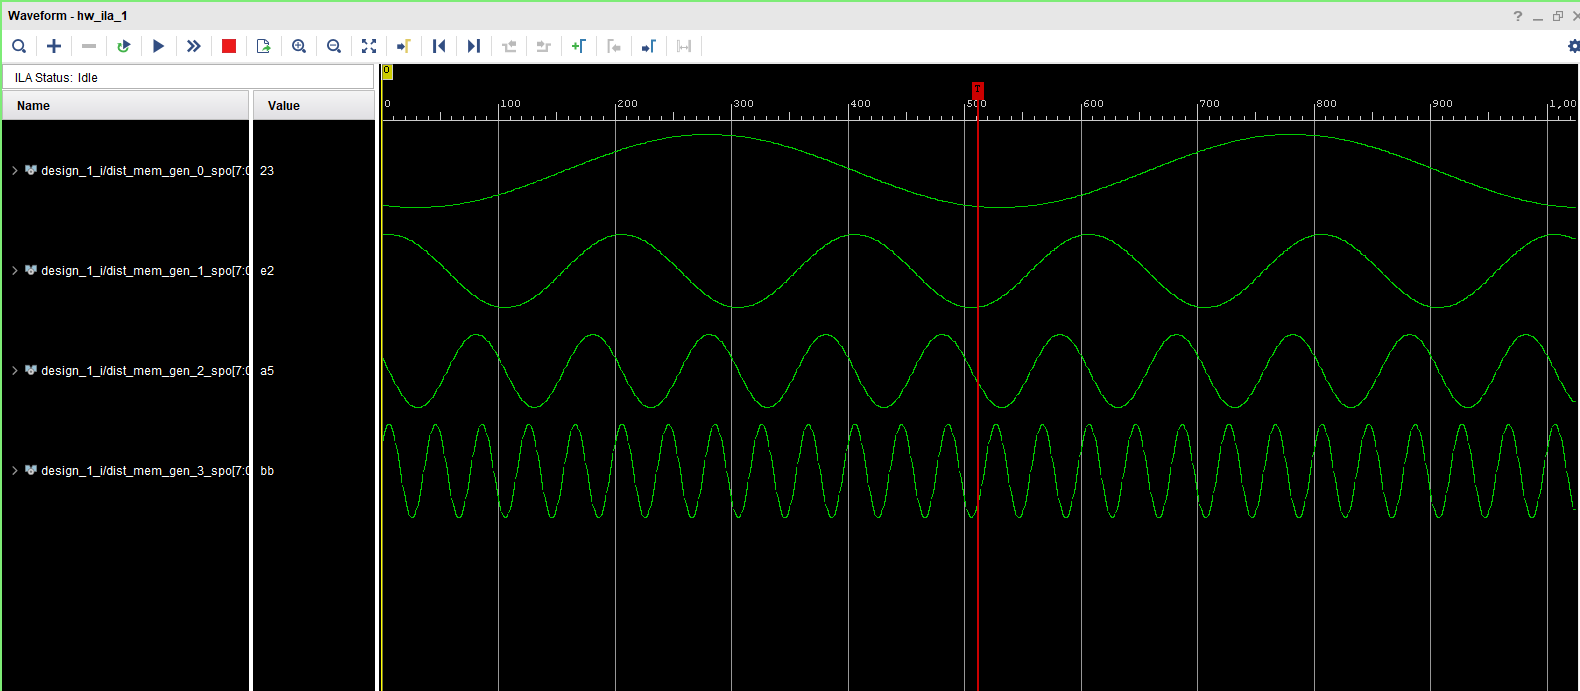 Waveform - hw_ila_1
ILA Status: Idle
Name Value
0
0 100 200 300 400 500 600 700 800 900 1,00
design_1_i/dist_mem_gen_0_spo[7:0 23
design_1_i/dist_mem_gen_1_spo[7:0 e2
design_1_i/dist_mem_gen_2_spo[7:0 a5
design_1_i/dist_mem_gen_3_spo[7:0 bb